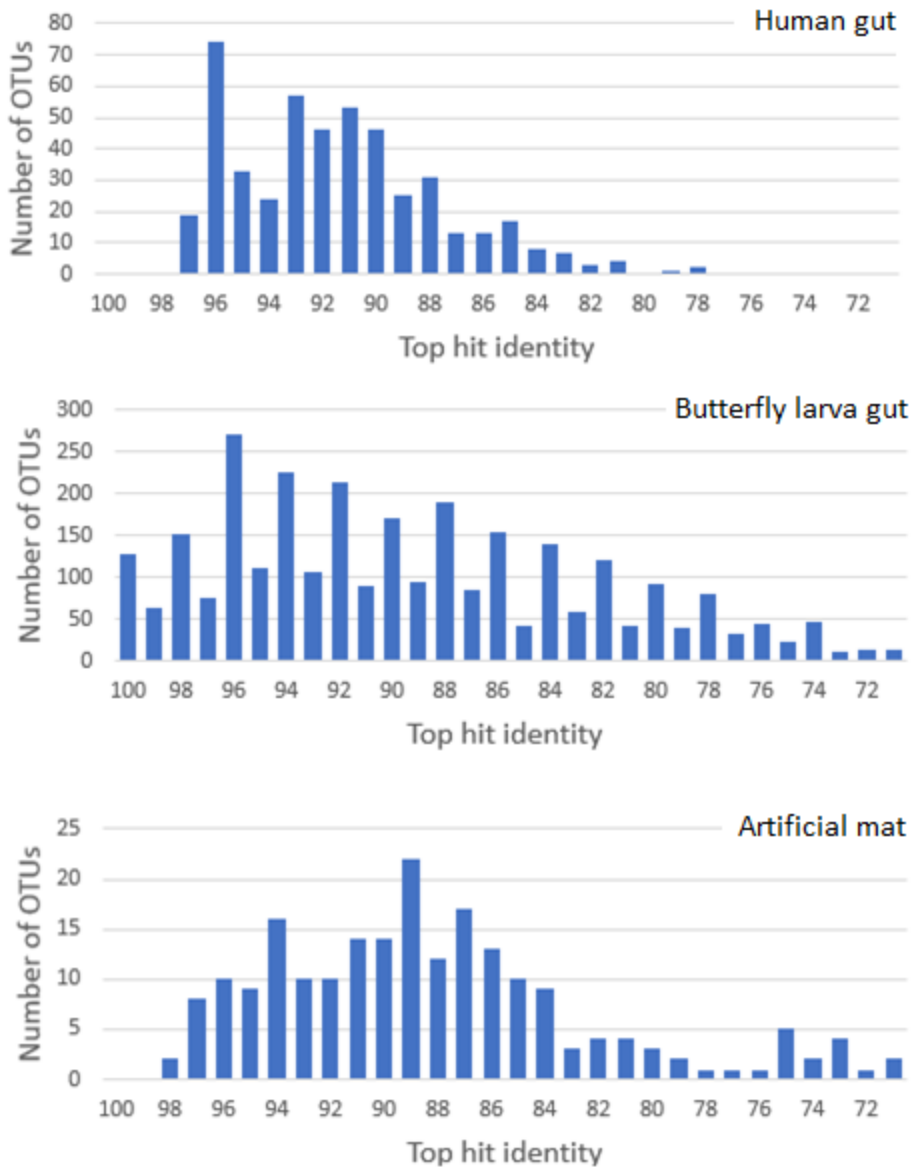 Human gut
Number of OTUs
80
70
60
50
40
30
20
10
0
100 98 96 94 92 90 88 86 84 82 80 78 76 74 72
Top hit identity
Butterfly larva gut
Number of OTUs
300
250
200
150
100
50
0
100 98 96 94 92 90 88 86 84 82 80 78 76 74 72
Top hit identity
Artificial mat
Number of OTUs
25
20
15
10
5
0
100 98 96 94 92 90 88 86 84 82 80 78 76 74 72
Top hit identity